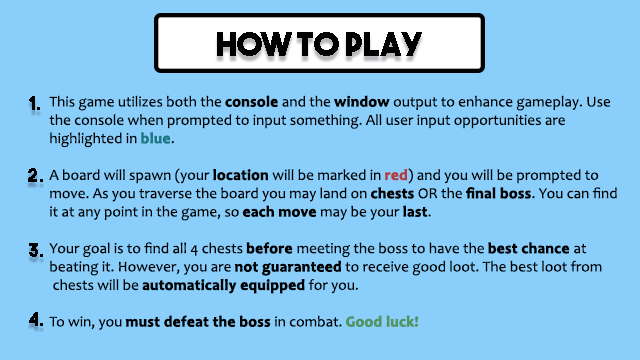 HOW TO PLAY
1. This game utilizes both the console and the window output to enhance gameplay. Use
the console when prompted to input something. All user input opportunities are
highlighted in blue.
2. A board will spawn (your location will be marked in red) and you will be prompted to
move. As you traverse the board you may land on chests OR the final boss. You can find
it at any point in the game, so each move may be your last.
3. Your goal is to find all 4 chests before meeting the boss to have the best chance at
beating it. However, you are not guaranteed to receive good loot. The best loot from
chests will be automatically equipped for you.
4. To win, you must defeat the boss in combat. Good luck!